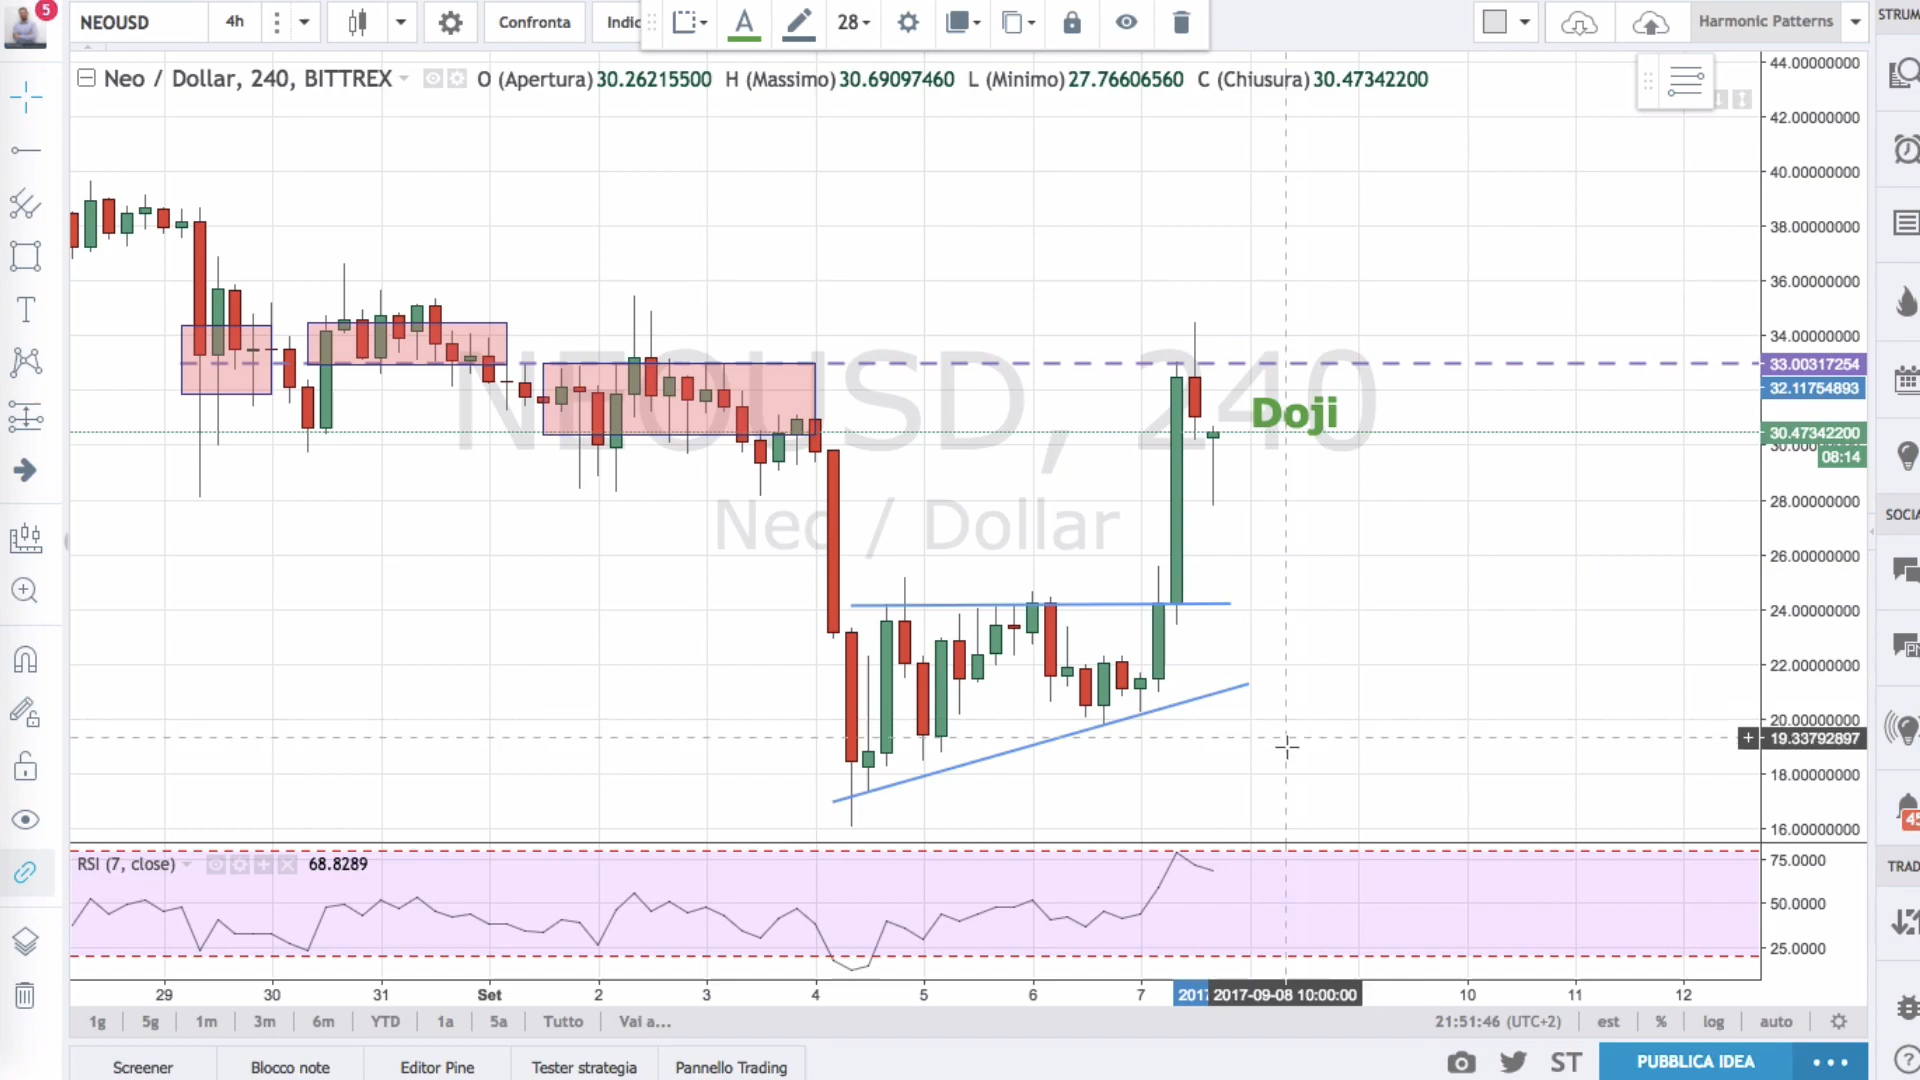 5
NEOUSD
4h
Confronta
Indic
A
28
Harmonic Patterns
STRUM
Neo / Dollar, 240, BITTREX
O (Apertura) 30.26215500 H (Massimo) 30.69097460 L (Minimo) 27.76606560 C (Chiusura) 30.47342200
44.00000000
42.00000000
40.00000000
38.00000000
36.00000000
34.00000000
33.00317254
32.11754893
30.47342200
08:14
28.00000000
26.00000000
24.00000000
22.00000000
20.00000000
+ 19.33792897
18.00000000
16.00000000
NEOUSD, 240
Neo / Dollar
Doji
T
SOCIA
TRAD
45
RSI (7, close) 68.8289
75.0000
50.0000
25.0000
29 30 31 Set 2 3 4 5 6 7 2017 2017-09-08 10:00:00 10 11 12
1g 5g 1m 3m 6m YTD 1a 5a Tutto Vai a... 21:51:46 (UTC+2) est % log auto
Screener Blocco note Editor Pine Tester strategia Pannello Trading ST PUBBLICA IDEA